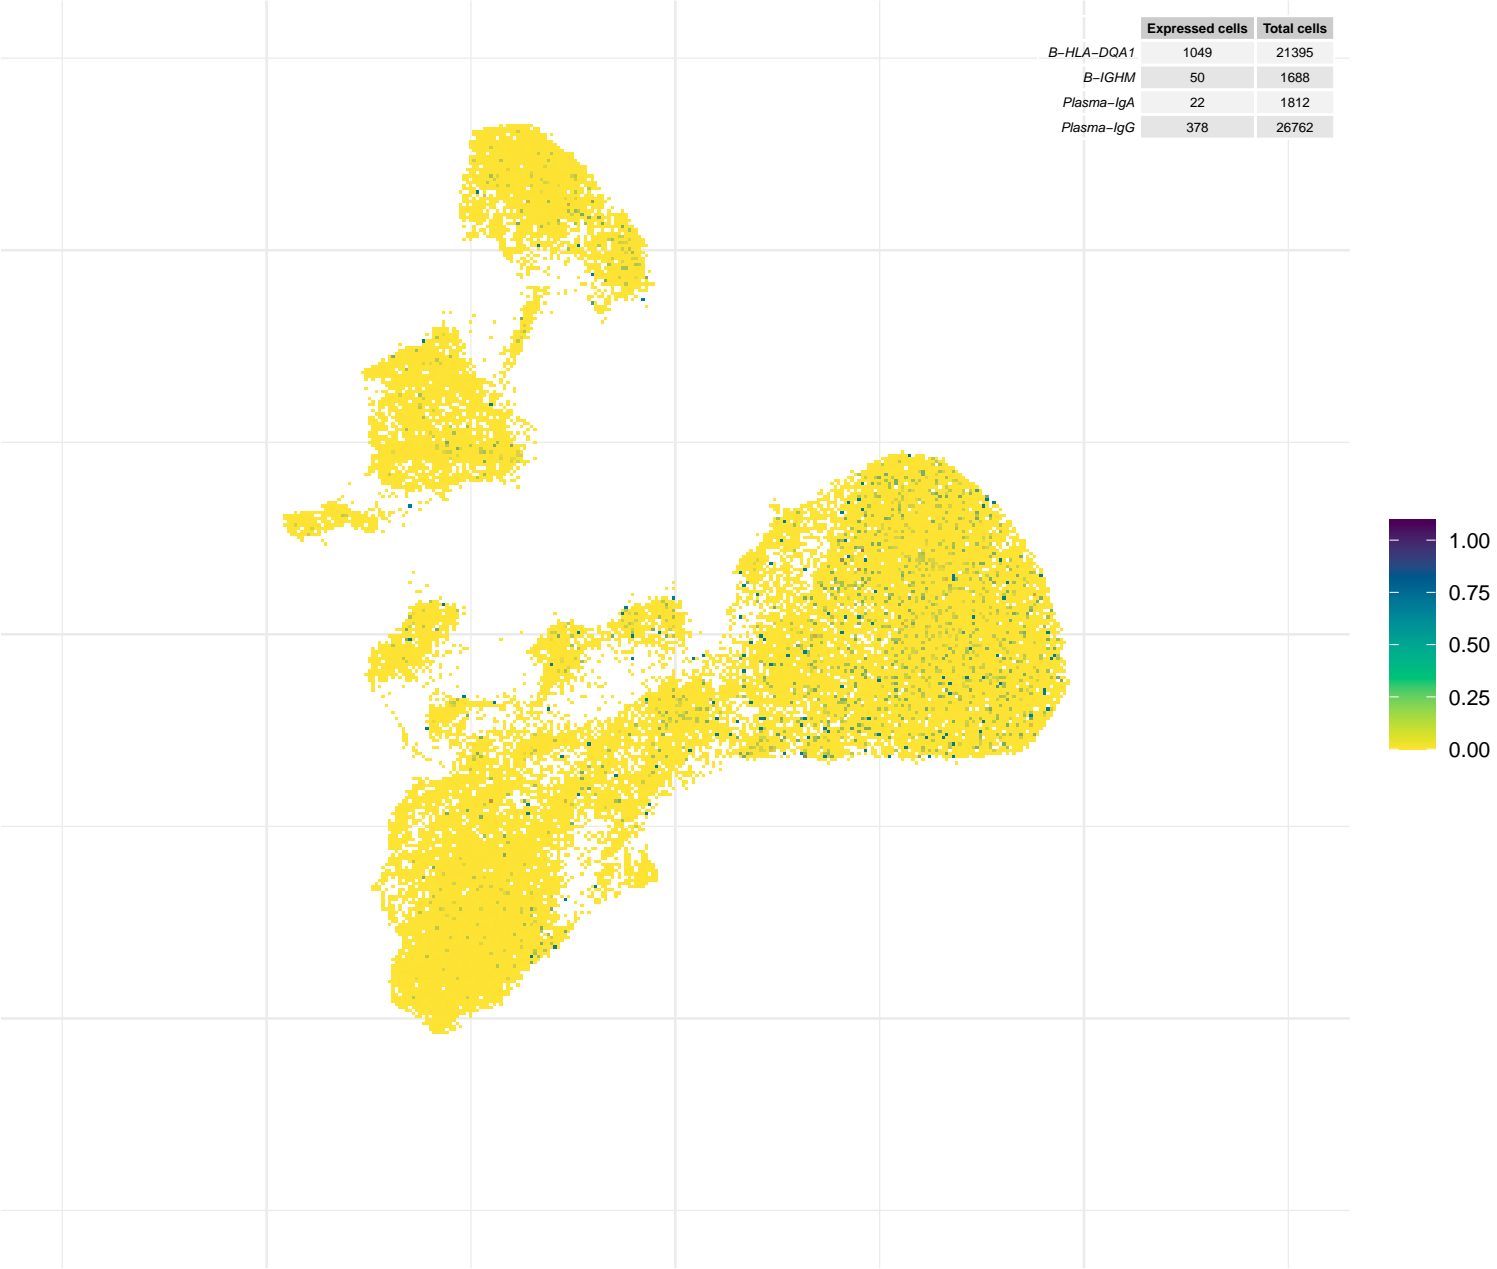 Expressed cells Total cells
B−HLA−DQA1 1049 21395
B−IGHM 50 1688
Plasma−IgA 22 1812
Plasma−IgG 378 26762
1.00
0.75
0.50
0.25
0.00